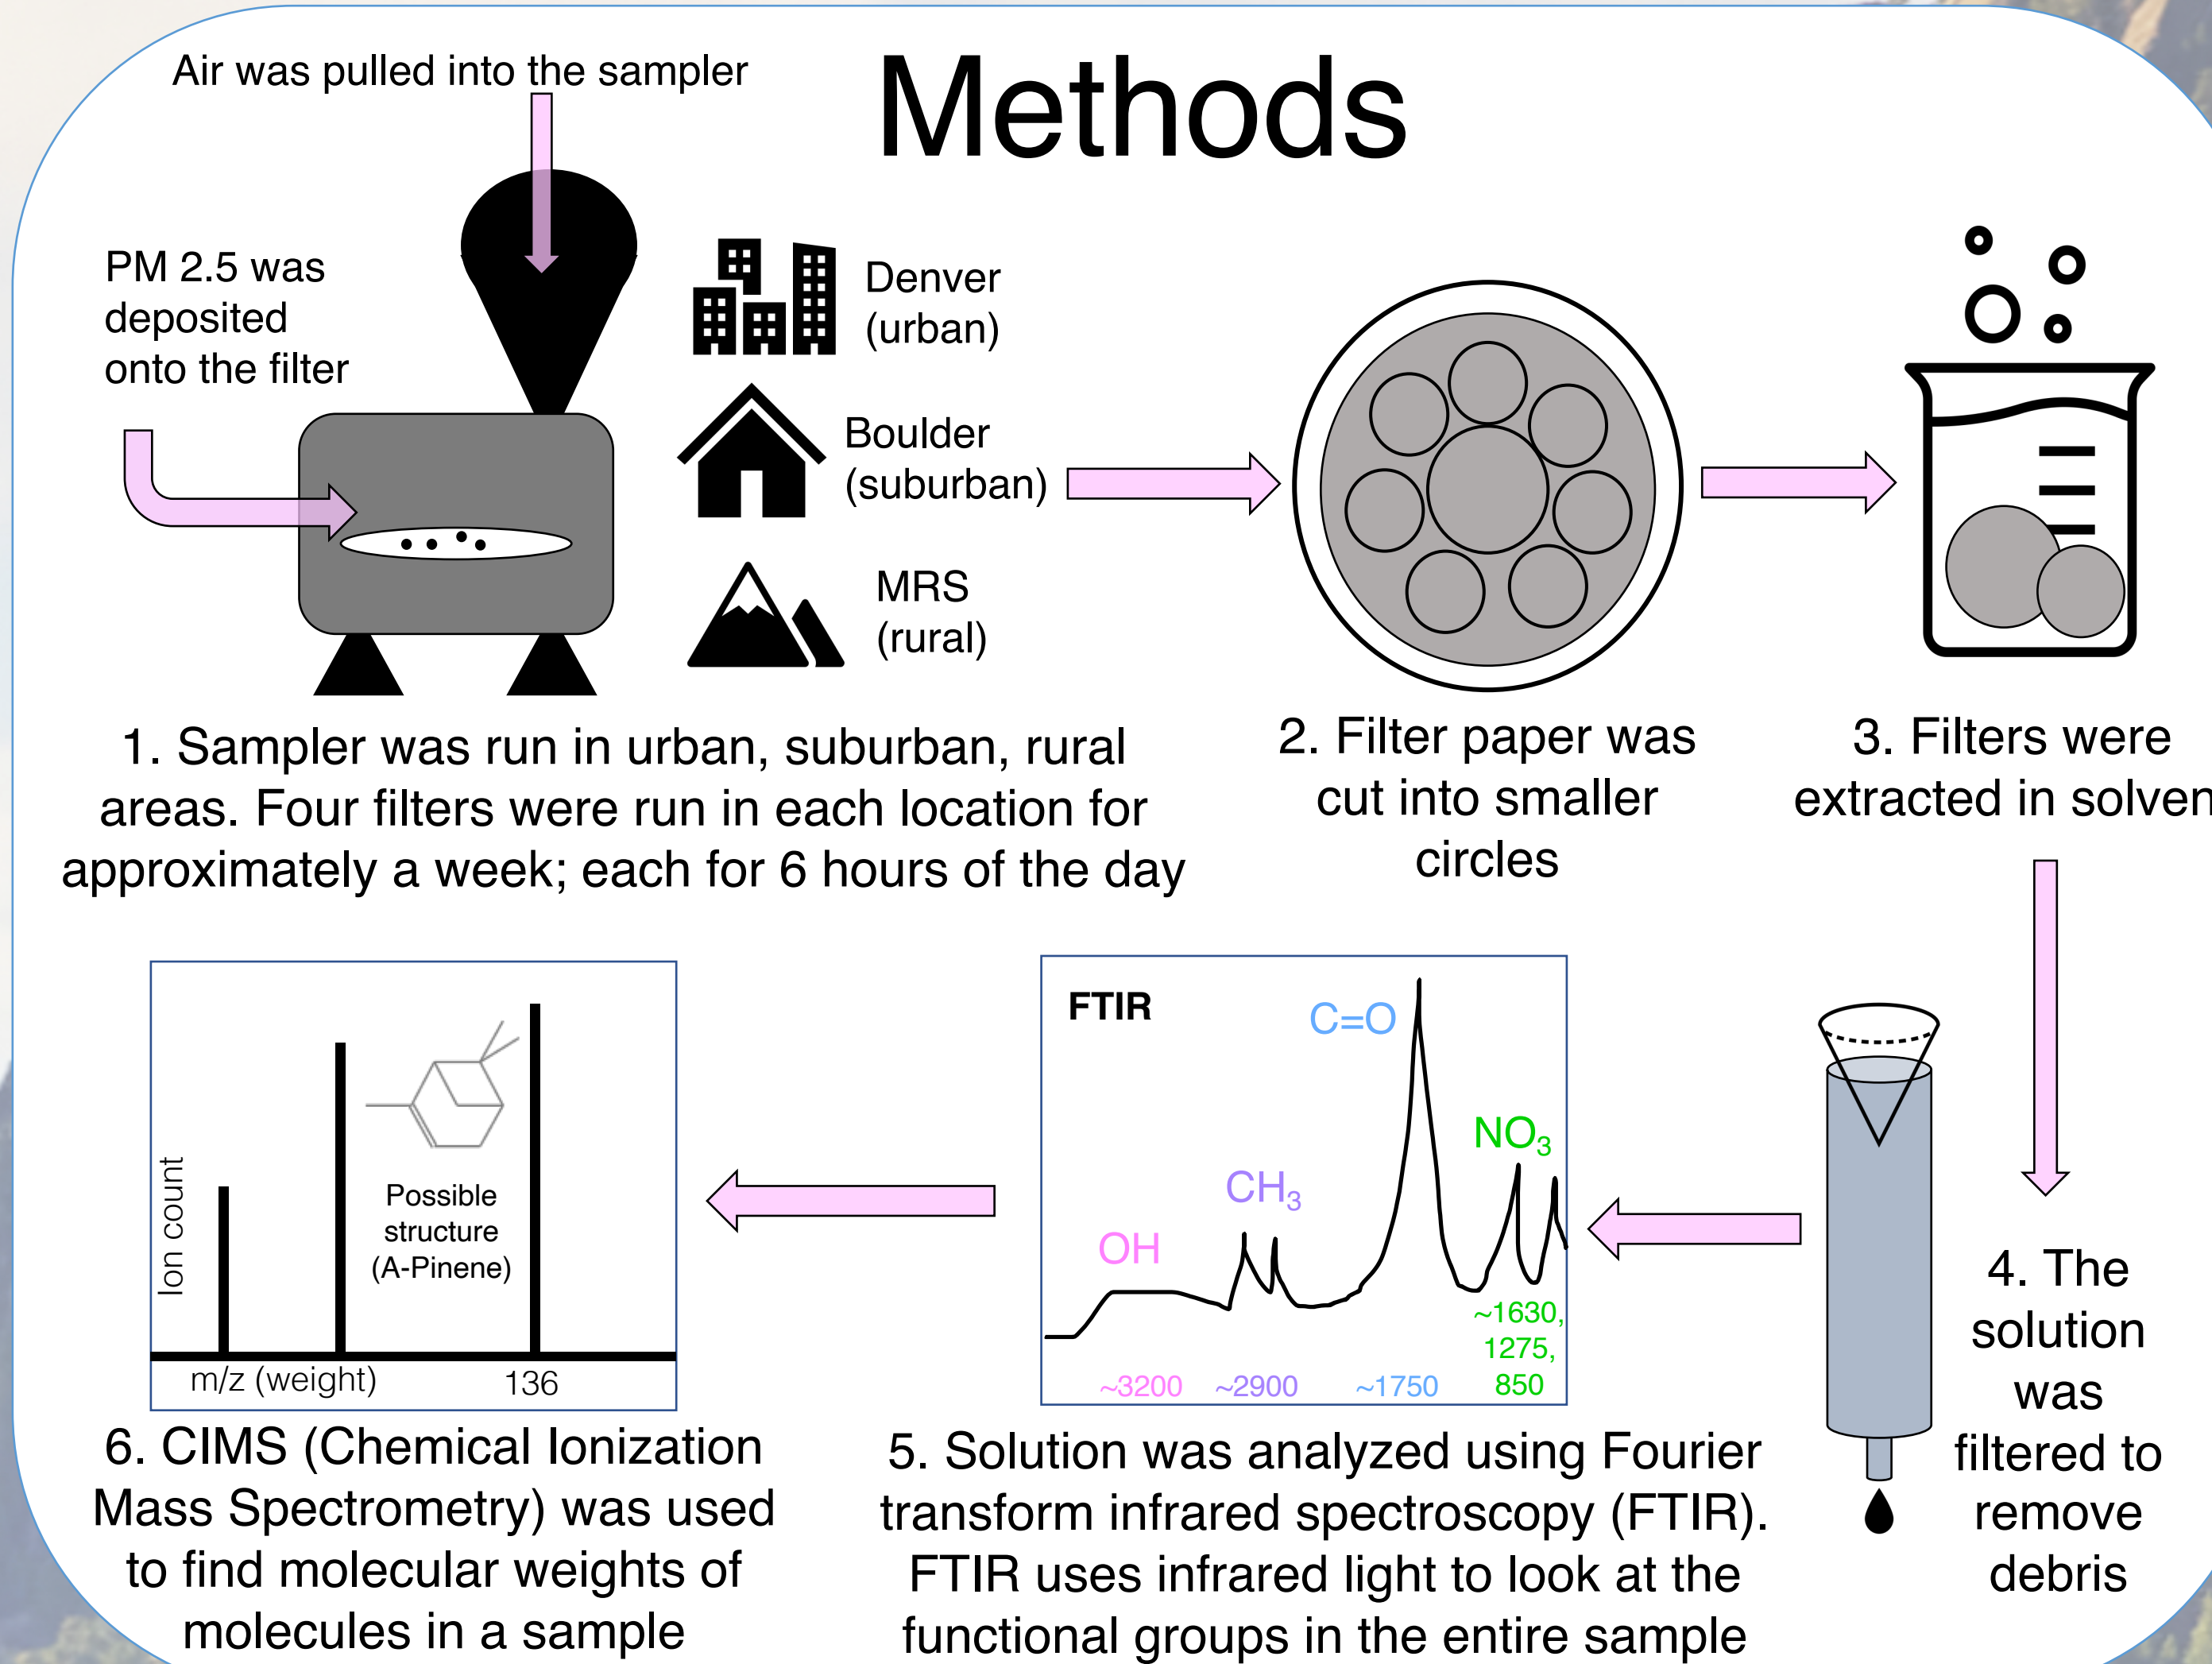 Methods
Air was pulled into the sampler
PM 2.5 was
deposited
onto the filter
Denver
(urban)
Boulder
(suburban)
MRS
(rural)
1. Sampler was run in urban, suburban, rural
areas. Four filters were run in each location for
approximately a week; each for 6 hours of the day
2. Filter paper was
cut into smaller
circles
3. Filters were
extracted in solven
4. The
solution
was
filtered to
remove
debris
FTIR
C=O
NO₃
CH₃
OH
~1630,
1275,
850
~3200 ~2900 ~1750
5. Solution was analyzed using Fourier
transform infrared spectroscopy (FTIR).
FTIR uses infrared light to look at the
functional groups in the entire sample
Ion count
Possible
structure
(A-Pinene)
m/z (weight) 136
6. CIMS (Chemical Ionization
Mass Spectrometry) was used
to find molecular weights of
molecules in a sample